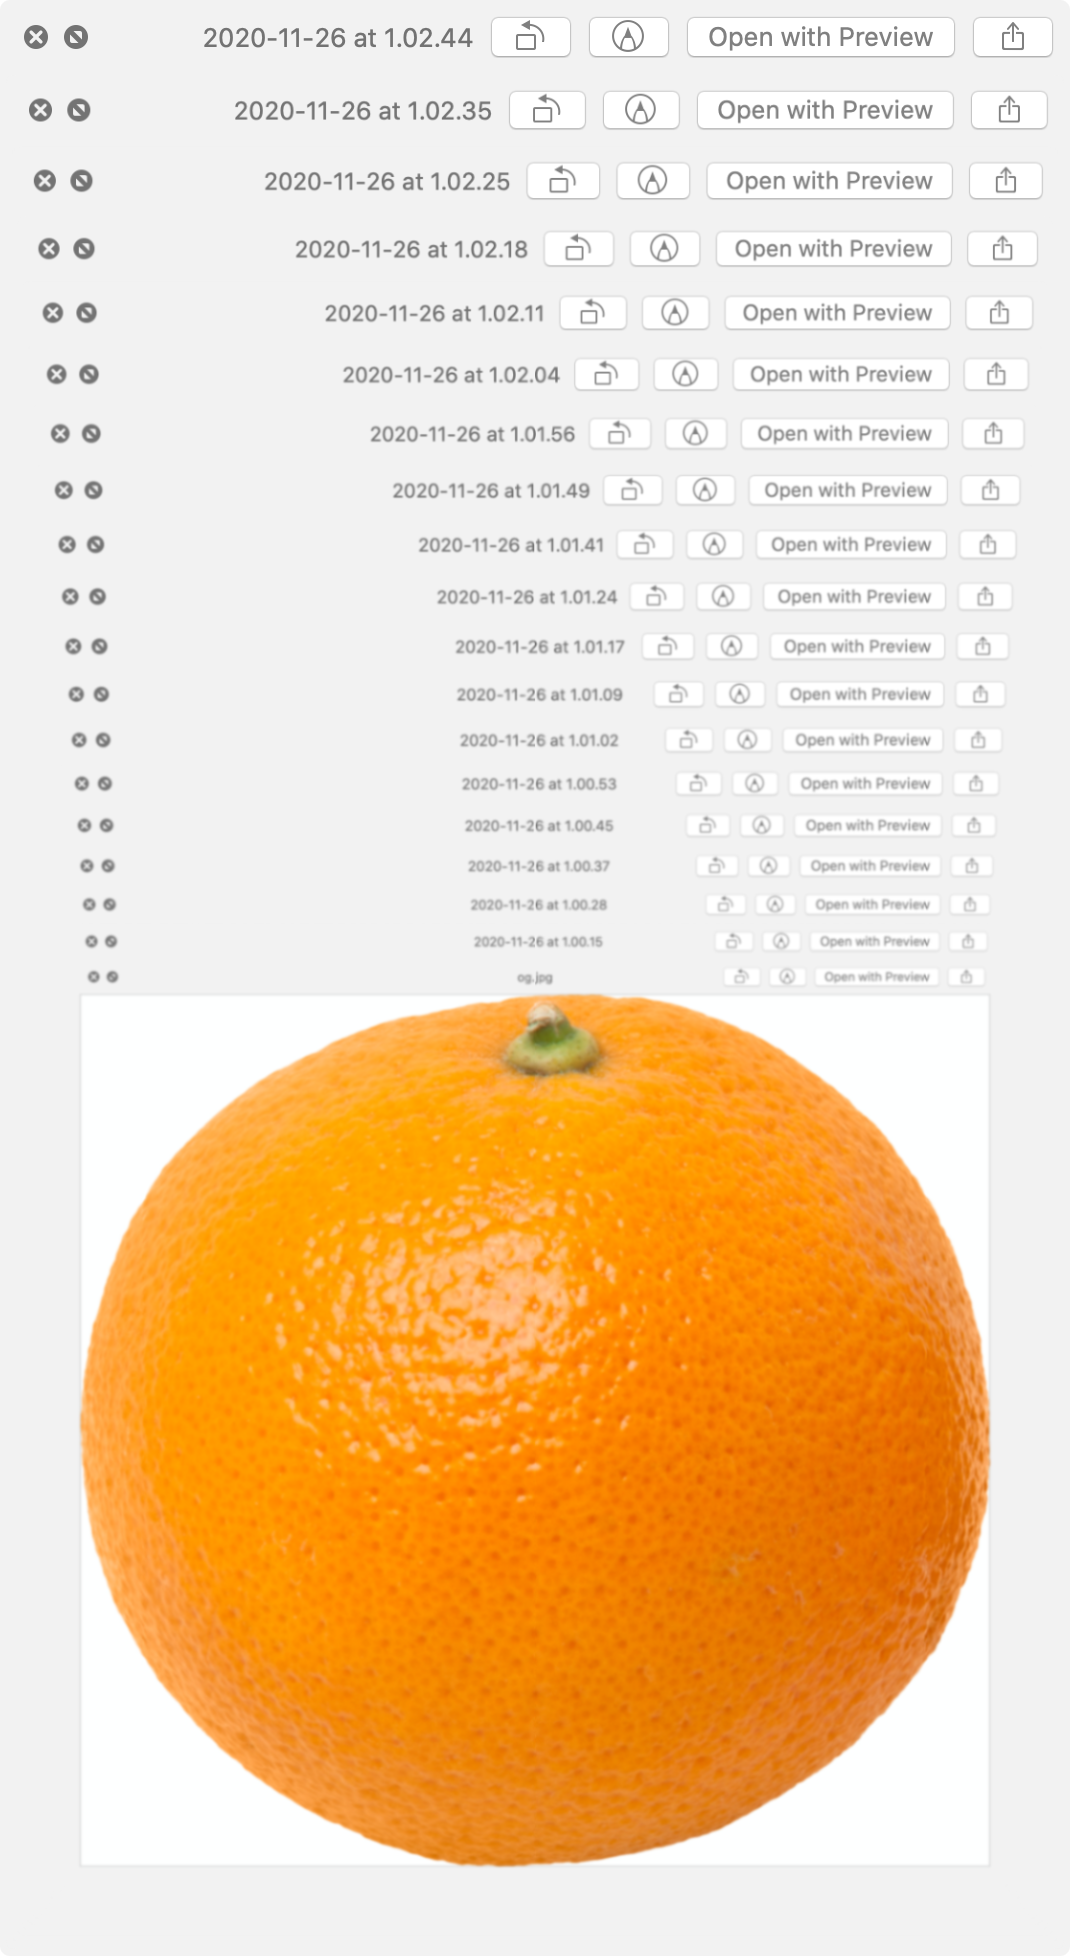 2020-11-26 at 1.02.44 Open with Preview
2020-11-26 at 1.02.35 Open with Preview
2020-11-26 at 1.02.25 Open with Preview
2020-11-26 at 1.02.18 Open with Preview
2020-11-26 at 1.02.11 Open with Preview
2020-11-26 at 1.02.04 Open with Preview
2020-11-26 at 1.01.56 Open with Preview
2020-11-26 at 1.01.49 Open with Preview
2020-11-26 at 1.01.41 Open with Preview
2020-11-26 at 1.01.24 Open with Preview
2020-11-26 at 1.01.17 Open with Preview
2020-11-26 at 1.01.09 Open with Preview
2020-11-26 at 1.01.02 Open with Preview
2020-11-26 at 1.00.53 Open with Preview
2020-11-26 at 1.00.45 Open with Preview
2020-11-26 at 1.00.37 Open with Preview
2020-11-26 at 1.00.28 Open with Preview
2020-11-26 at 1.00.15 Open with Preview
og.jpg Open with Preview